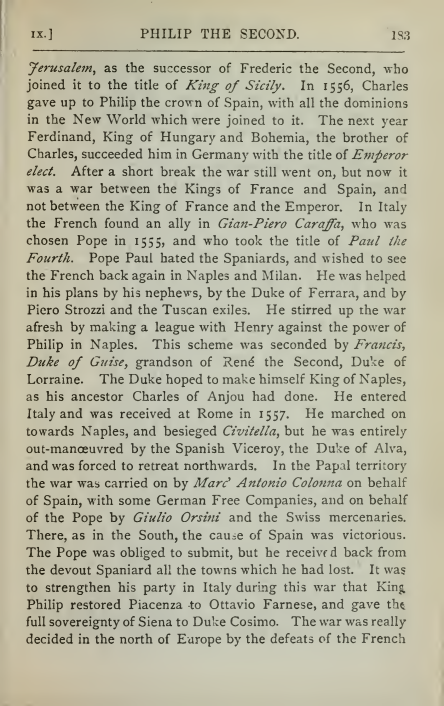 IX.] PHILIP THE SECOND. 183
Jerusalem, as the successor of Frederic the Second, who
joined it to the title of King of Sicily. In 1556, Charles
gave up to Philip the crown of Spain, with all the dominions
in the New World which were joined to it. The next year
Ferdinand, King of Hungary and Bohemia, the brother of
Charles, succeeded him in Germany with the title of Emperor
elect. After a short break the war still went on, but now it
was a war between the Kings of France and Spain, and
not between the King of France and the Emperor. In Italy
the French found an ally in Gian-Piero Caraffa, who was
chosen Pope in 1555, and who took the title of Paul the
Fourth. Pope Paul hated the Spaniards, and wished to see
the French back again in Naples and Milan. He was helped
in his plans by his nephews, by the Duke of Ferrara, and by
Piero Strozzi and the Tuscan exiles. He stirred up the war
afresh by making a league with Henry against the power of
Philip in Naples. This scheme was seconded by Francis,
Duke of Guise, grandson of René the Second, Duke of
Lorraine. The Duke hoped to make himself King of Naples,
as his ancestor Charles of Anjou had done. He entered
Italy and was received at Rome in 1557. He marched on
towards Naples, and besieged Civitella, but he was entirely
out-manœuvred by the Spanish Viceroy, the Duke of Alva,
and was forced to retreat northwards. In the Papal territory
the war was carried on by Marc' Antonio Colonna on behalf
of Spain, with some German Free Companies, and on behalf
of the Pope by Giulio Orsini and the Swiss mercenaries.
There, as in the South, the cause of Spain was victorious.
The Pope was obliged to submit, but he received back from
the devout Spaniard all the towns which he had lost. It was
to strengthen his party in Italy during this war that King
Philip restored Piacenza to Ottavio Farnese, and gave the
full sovereignty of Siena to Duke Cosimo. The war was really
decided in the north of Europe by the defeats of the French